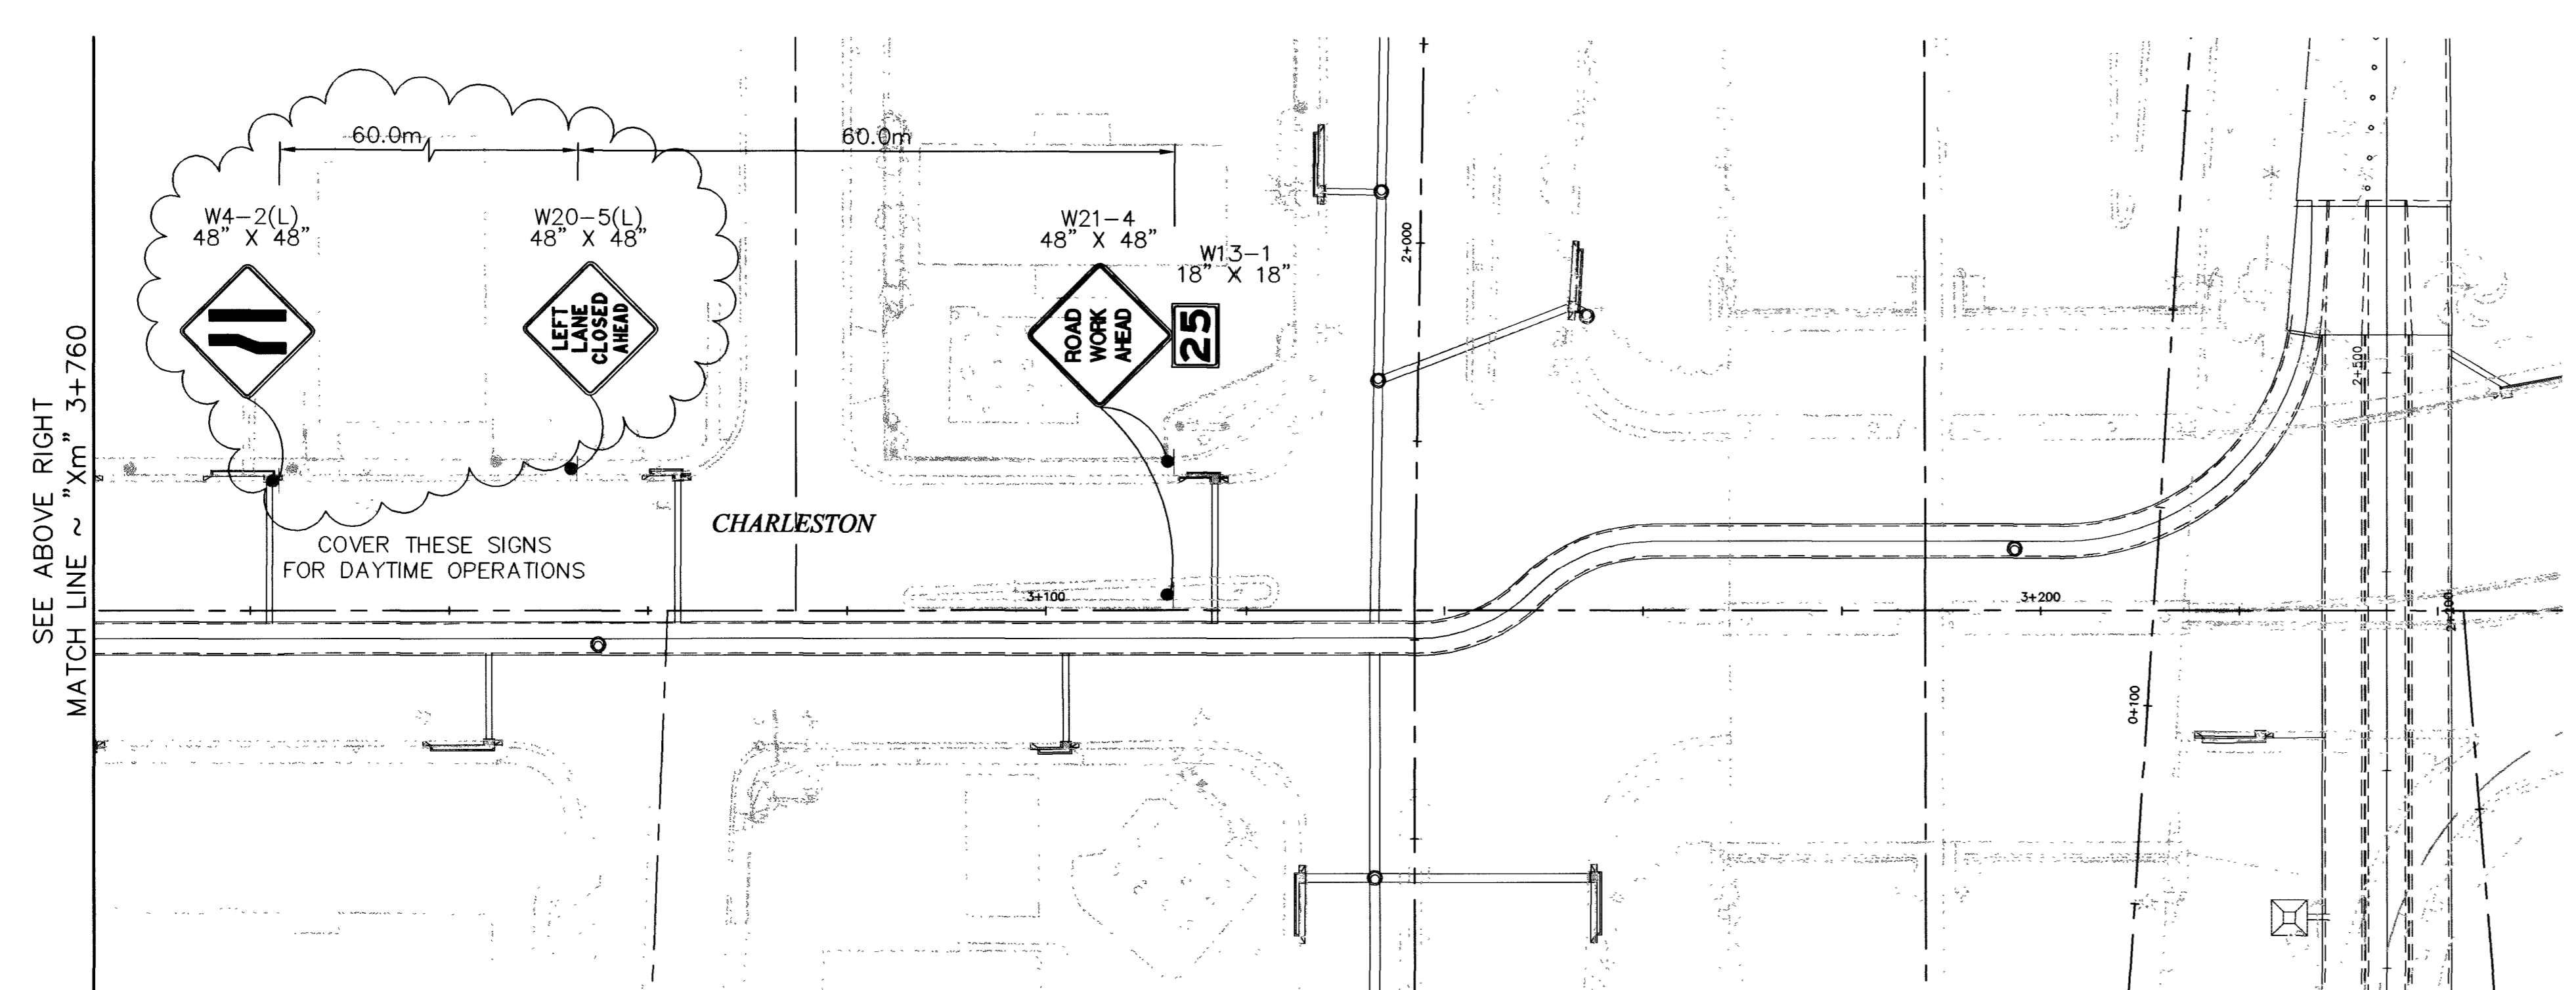 60.0m
60.0m
W4-2(L)
48" X 48"
W20-5(L)
48" X 48"
W21-4
48" X 48"
W13-1
18" X 18"
LEFT
LANE
CLOSED
AHEAD
ROAD
WORK
AHEAD
25
SEE ABOVE RIGHT
MATCH LINE ~ "Xm" 3+760
CHARLESTON
COVER THESE SIGNS
FOR DAYTIME OPERATIONS
3+100
2+000
3+200
2+500
0+100